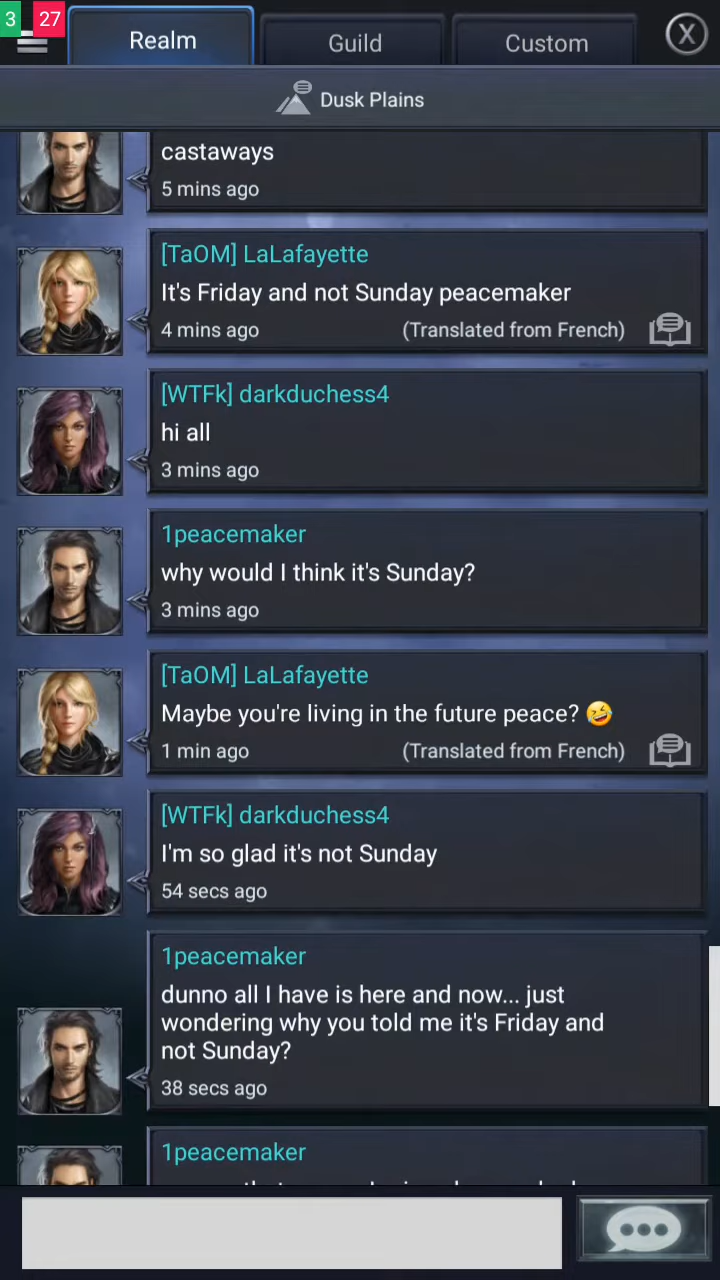 3 27
Realm
Guild
Custom
X
Dusk Plains
castaways
5 mins ago
[TaOM] LaLafayette
It's Friday and not Sunday peacemaker
4 mins ago (Translated from French)
[WTFk] darkduchess4
hi all
3 mins ago
1peacemaker
why would I think it's Sunday?
3 mins ago
[TaOM] LaLafayette
Maybe you're living in the future peace? 🤣
1 min ago (Translated from French)
[WTFk] darkduchess4
I'm so glad it's not Sunday
54 secs ago
1peacemaker
dunno all I have is here and now... just
wondering why you told me it's Friday and
not Sunday?
38 secs ago
1peacemaker